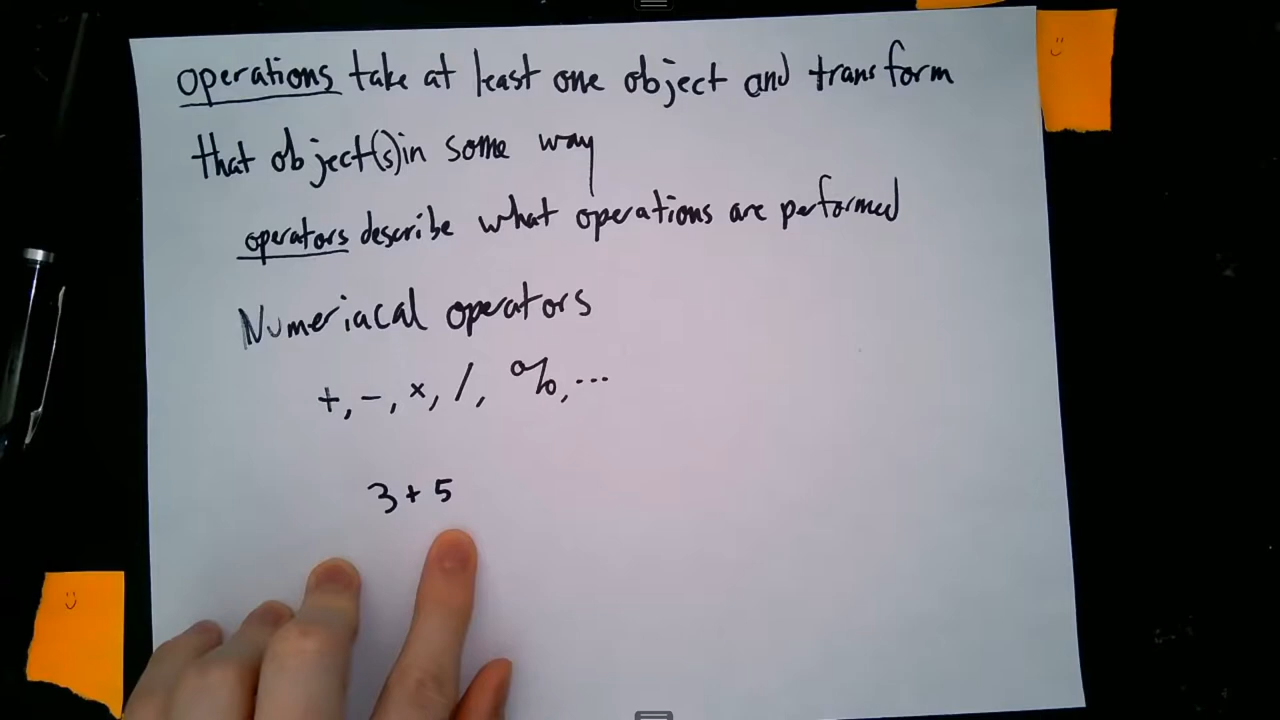 operations take at least one object and transform
that object(s) in some way
operators describe what operations are performed
Numeriacal operators
+, -, ×, /, %, ...
3 + 5